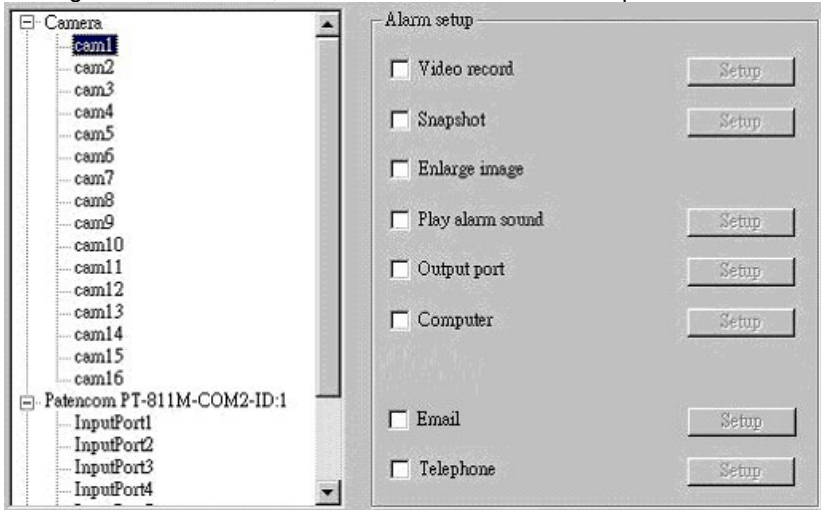 Camera
cam1
cam2
cam3
cam4
cam5
cam6
cam7
cam8
cam9
cam10
cam11
cam12
cam13
cam14
cam15
cam16
Patencom PT-811M-COM2-ID:1
InputPort1
InputPort2
InputPort3
InputPort4
Alarm setup
Video record Setup
Snapshot Setup
Enlarge image
Play alarm sound Setup
Output port Setup
Computer Setup
Email Setup
Telephone Setup